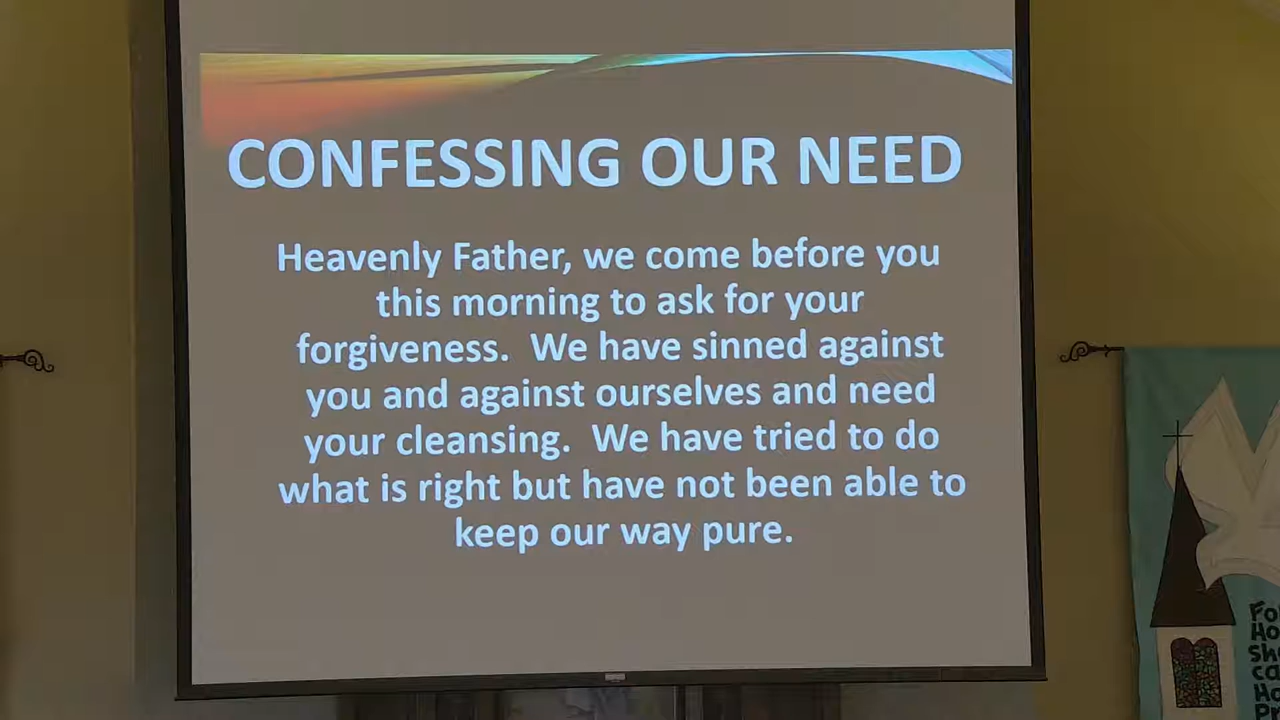 CONFESSING OUR NEED
Heavenly Father, we come before you
this morning to ask for your
forgiveness.  We have sinned against
you and against ourselves and need
your cleansing.  We have tried to do
what is right but have not been able to
keep our way pure.